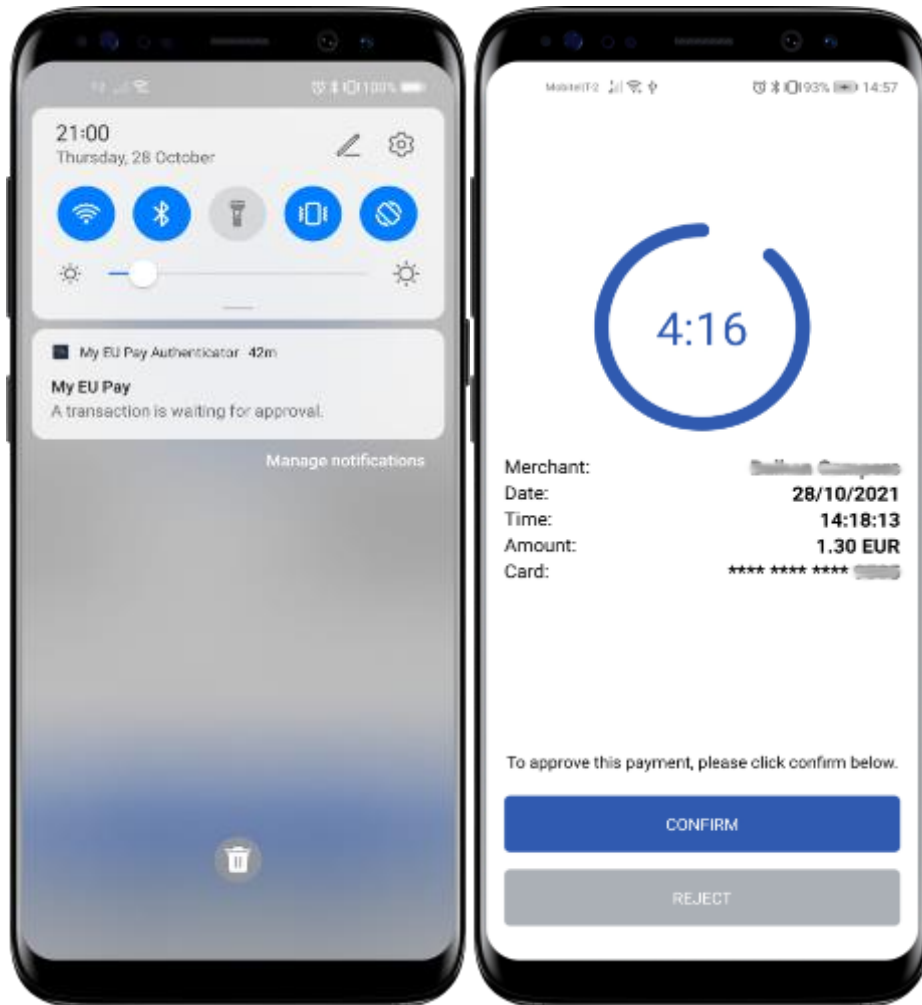 100%
21:00
Thursday, 28 October
My EU Pay Authenticator 42m
My EU Pay
A transaction is waiting for approval.
Manage notifications
93% 14:57
4:16
Merchant:
Date: 28/10/2021
Time: 14:18:13
Amount: 1.30 EUR
Card: **** **** ****
To approve this payment, please click confirm below.
CONFIRM
REJECT